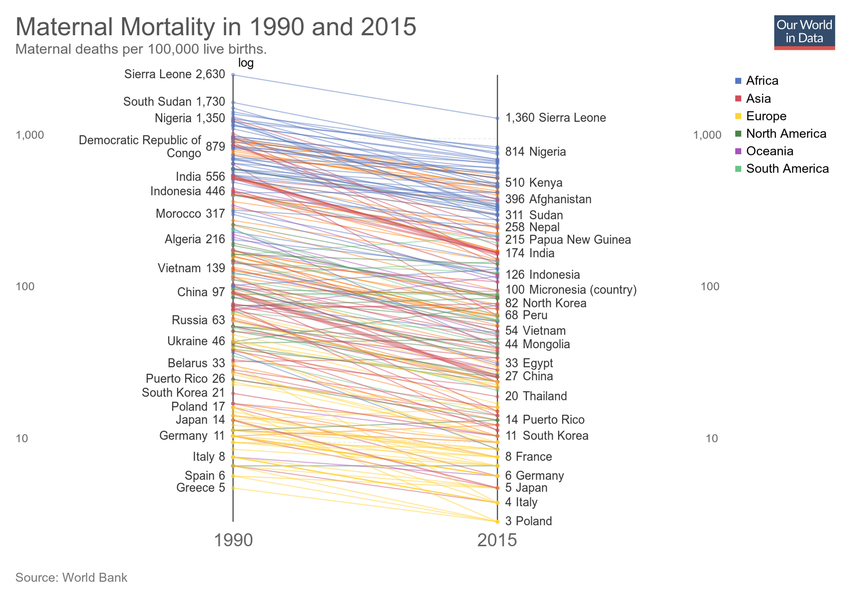 Maternal Mortality in 1990 and 2015
Maternal deaths per 100,000 live births.
Our World
in Data
log
Sierra Leone 2,630
South Sudan 1,730
Nigeria 1,350
1,000
Democratic Republic of
Congo 879
India 556
Indonesia 446
Morocco 317
Algeria 216
Vietnam 139
100
China 97
Russia 63
Ukraine 46
Belarus 33
Puerto Rico 26
South Korea 21
Poland 17
Japan 14
10
Germany 11
Italy 8
Spain 6
Greece 5
1990
1,360 Sierra Leone
1,000
814 Nigeria
510 Kenya
396 Afghanistan
311 Sudan
258 Nepal
215 Papua New Guinea
174 India
126 Indonesia
100 Micronesia (country)
100
82 North Korea
68 Peru
54 Vietnam
44 Mongolia
33 Egypt
27 China
20 Thailand
14 Puerto Rico
11 South Korea
10
8 France
6 Germany
5 Japan
4 Italy
3 Poland
2015
Africa
Asia
Europe
North America
Oceania
South America
Source: World Bank